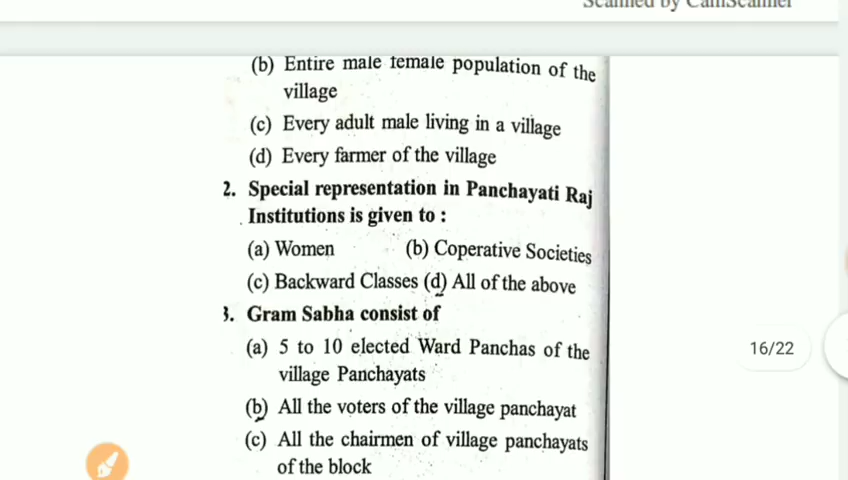 Scanned by CamScanner
(b) Entire male female population of the
village
(c) Every adult male living in a village
(d) Every farmer of the village
2. Special representation in Panchayati Raj
Institutions is given to :
(a) Women (b) Coperative Societies
(c) Backward Classes (d) All of the above
3. Gram Sabha consist of
(a) 5 to 10 elected Ward Panchas of the
village Panchayats
16/22
(b) All the voters of the village panchayat
(c) All the chairmen of village panchayats
of the block